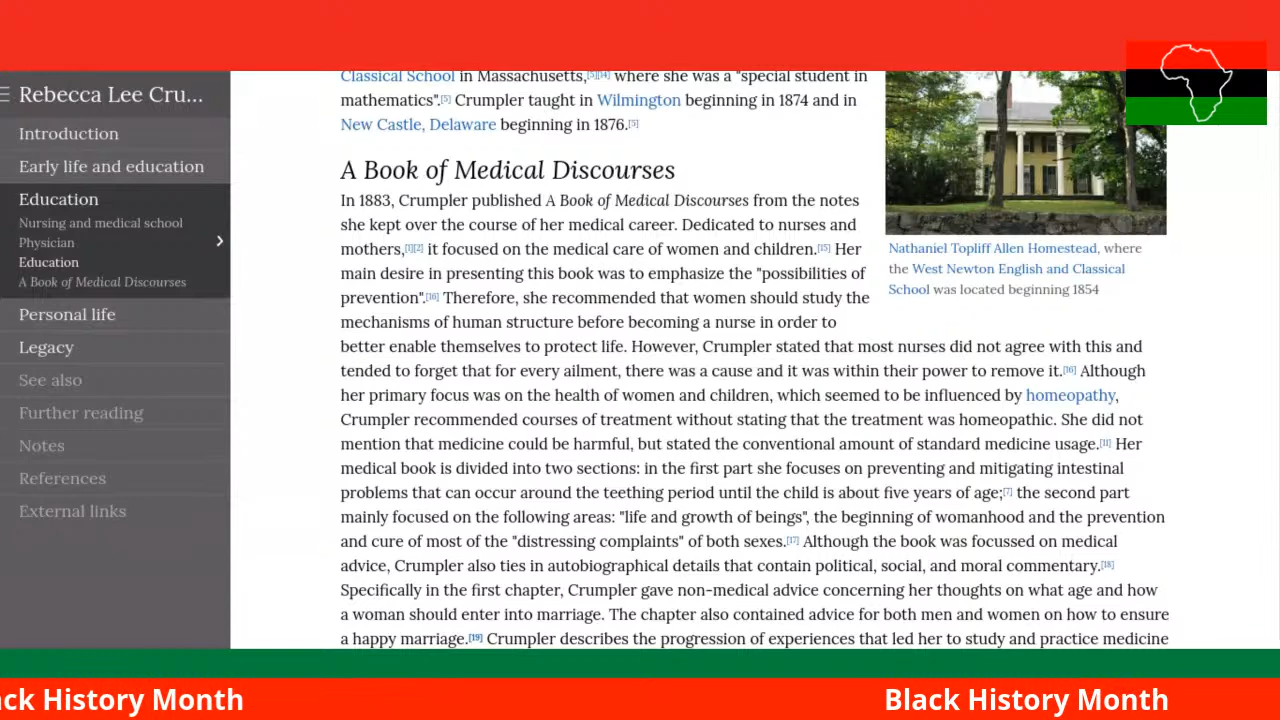 Rebecca Lee Cru...
Introduction
Early life and education
Education
Nursing and medical school
Physician
Education
A Book of Medical Discourses
Personal life
Legacy
See also
Further reading
Notes
References
External links
Classical School in Massachusetts,[5][14] where she was a "special student in
mathematics".[5] Crumpler taught in Wilmington beginning in 1874 and in
New Castle, Delaware beginning in 1876.[5]
A Book of Medical Discourses
In 1883, Crumpler published A Book of Medical Discourses from the notes
she kept over the course of her medical career. Dedicated to nurses and
mothers,[1][2] it focused on the medical care of women and children.[15] Her
main desire in presenting this book was to emphasize the "possibilities of
prevention".[16] Therefore, she recommended that women should study the
mechanisms of human structure before becoming a nurse in order to
better enable themselves to protect life. However, Crumpler stated that most nurses did not agree with this and
tended to forget that for every ailment, there was a cause and it was within their power to remove it.[16] Although
her primary focus was on the health of women and children, which seemed to be influenced by homeopathy,
Crumpler recommended courses of treatment without stating that the treatment was homeopathic. She did not
mention that medicine could be harmful, but stated the conventional amount of standard medicine usage.[11] Her
medical book is divided into two sections: in the first part she focuses on preventing and mitigating intestinal
problems that can occur around the teething period until the child is about five years of age;[7] the second part
mainly focused on the following areas: "life and growth of beings", the beginning of womanhood and the prevention
and cure of most of the "distressing complaints" of both sexes.[17] Although the book was focussed on medical
advice, Crumpler also ties in autobiographical details that contain political, social, and moral commentary.[18]
Specifically in the first chapter, Crumpler gave non-medical advice concerning her thoughts on what age and how
a woman should enter into marriage. The chapter also contained advice for both men and women on how to ensure
a happy marriage.[19] Crumpler describes the progression of experiences that led her to study and practice medicine
Nathaniel Topliff Allen Homestead, where
the West Newton English and Classical
School was located beginning 1854
ck History Month
Black History Month